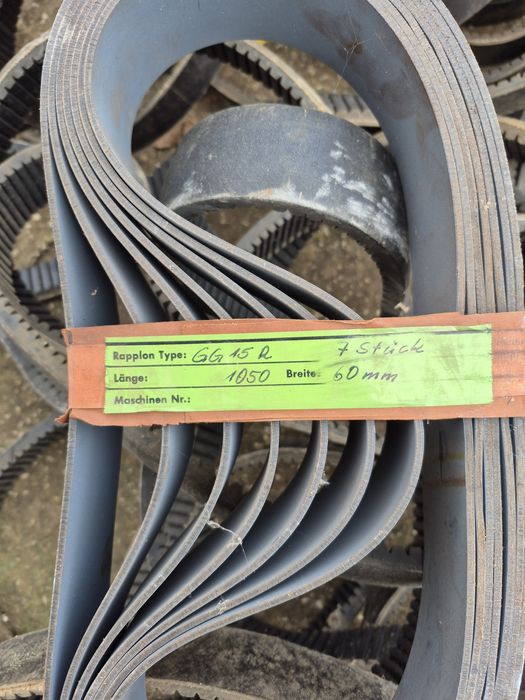 Rapplon Type: GG 15 R 7 Stück
Länge: 1050 Breite: 60 mm
Maschinen Nr.: